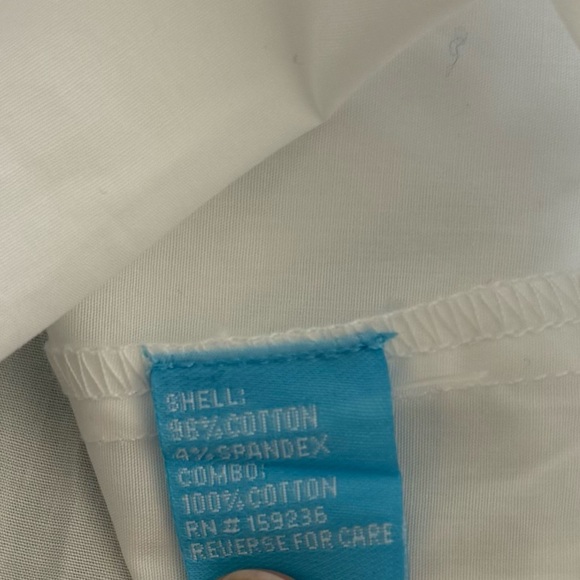 SHELL:
96% COTTON
4% SPANDEX
COMBO:
100% COTTON
RN # 159236
REVERSE FOR CARE